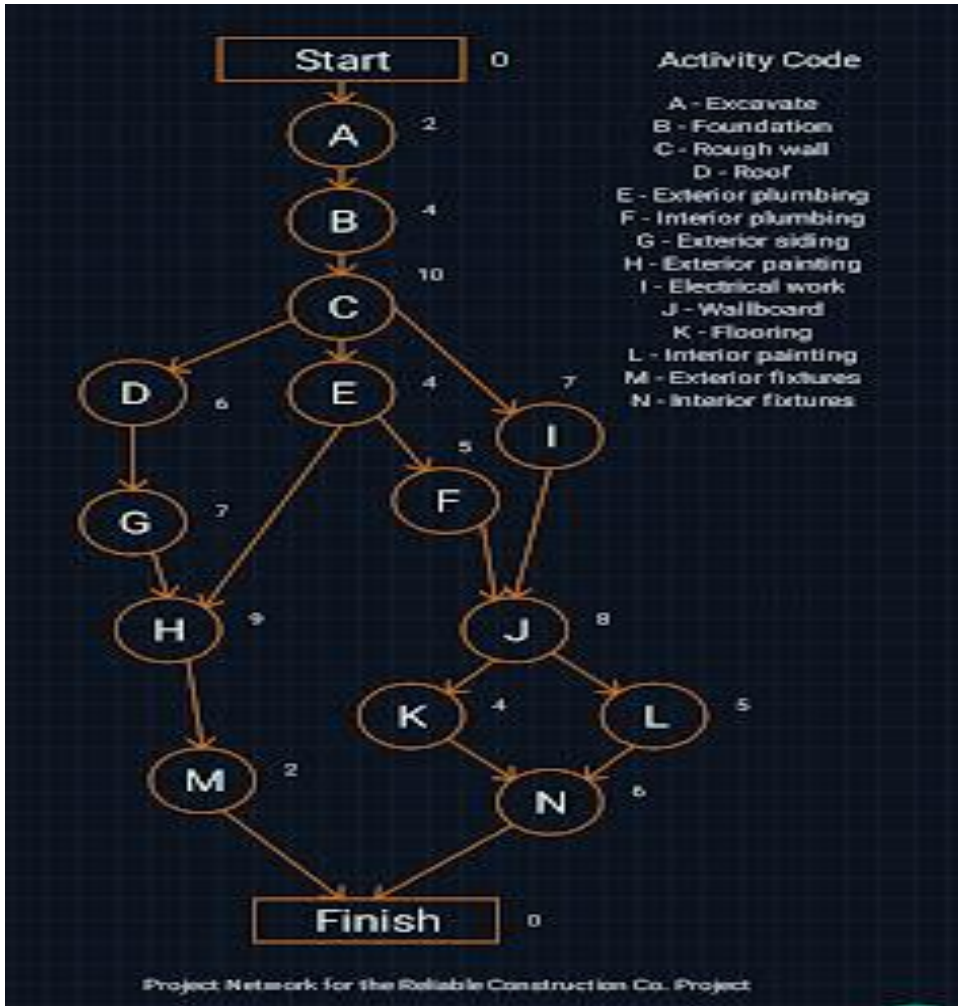 Start
0
Activity Code
A - Excavate
B - Foundation
C - Rough wall
D - Roof
E - Exterior plumbing
F - Interior plumbing
G - Exterior siding
H - Exterior painting
I - Electrical work
J - Wallboard
K - Flooring
L - Interior painting
M - Exterior fixtures
N - Interior fixtures
A
2
B
4
C
10
D
6
E
4
I
7
F
5
G
7
H
9
J
8
K
4
L
5
M
2
N
6
Finish
0
Project Network for the Reliable Construction Co. Project